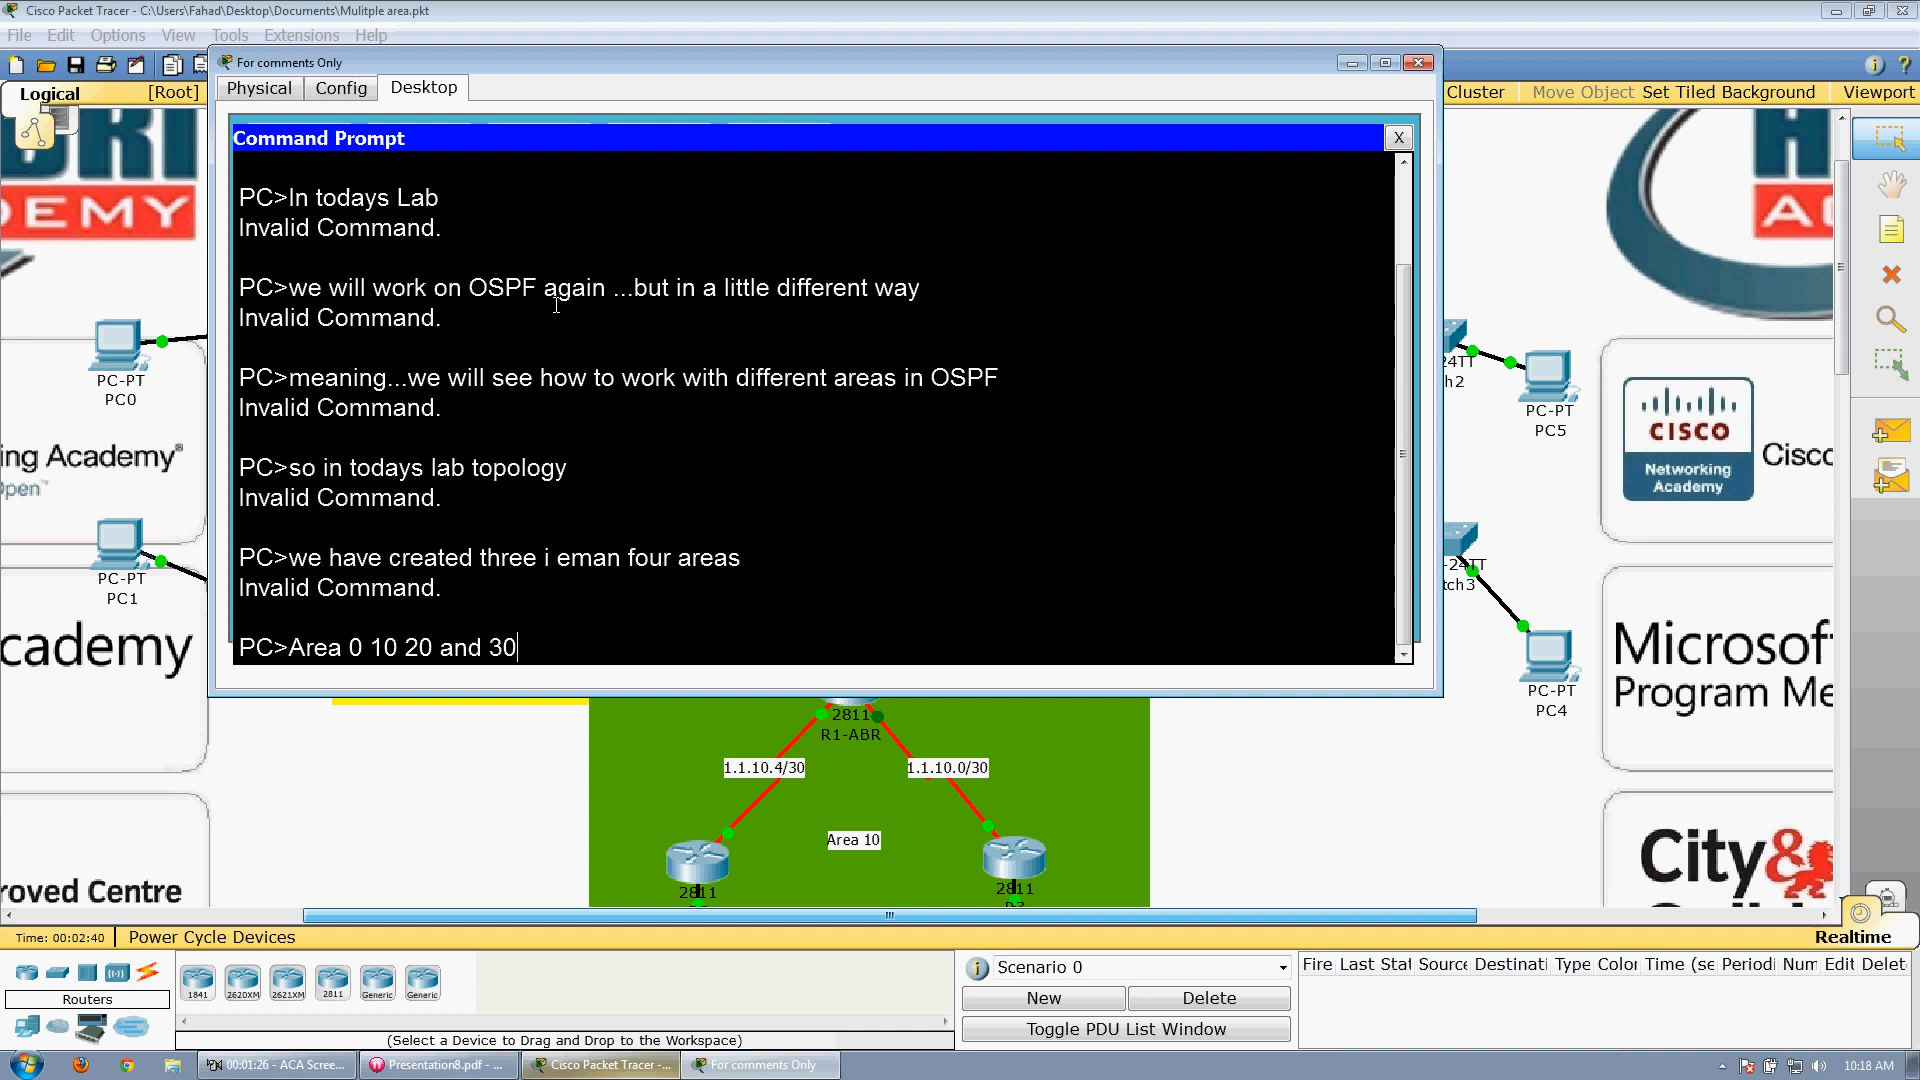 Cisco Packet Tracer - C:\Users\Fahad\Desktop\Documents\Mulitple area.pkt
File Edit Options View Tools Extensions Help
For comments Only
Logical [Root] Cluster Move Object Set Tiled Background Viewport
Physical Config Desktop
Command Prompt X
PC>In todays Lab
Invalid Command.
PC>we will work on OSPF again ...but in a little different way
Invalid Command.
PC>meaning...we will see how to work with different areas in OSPF
Invalid Command.
PC>so in todays lab topology
Invalid Command.
PC>we have created three i eman four areas
Invalid Command.
PC>Area 0 10 20 and 30
EMY
A
PC-PT
PC0
24TT
h2
PC-PT
PC5
CISCO
Networking
Academy
Cisco
ing Academy®
Open™
PC-PT
PC1
-24TT
tch3
PC-PT
PC4
cademy
Microsof
Program Me
2811
R1-ABR
1.1.10.4/30 1.1.10.0/30
Area 10
2811
2811
City&
roved Centre
Time: 00:02:40 Power Cycle Devices Realtime
Routers
1841 2620XM 2621XM 2811 Generic Generic
(Select a Device to Drag and Drop to the Workspace)
Scenario 0
New Delete
Toggle PDU List Window
Fire Last Stat Source Destinati Type Color Time (se Periodi Num Edit Delet
00:01:26 - ACA Scree... Presentation8.pdf - ... Cisco Packet Tracer -... For comments Only 10:18 AM